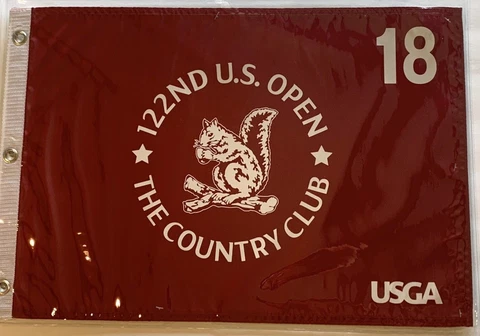 18
122ND U.S. OPEN
THE COUNTRY CLUB
USGA